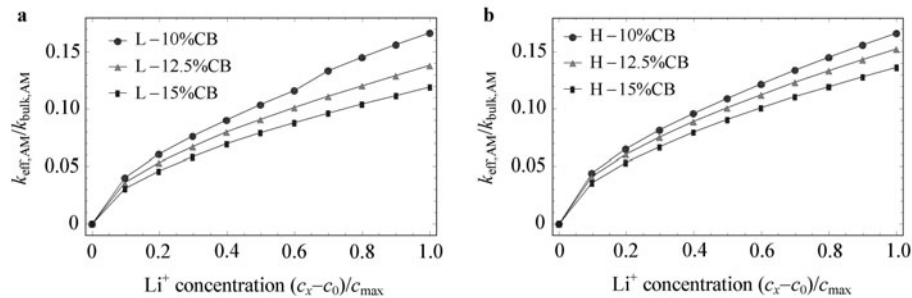 a
L –10%CB
L –12.5%CB
L –15%CB
k_eff,AM/k_bulk,AM
0.15
0.10
0.05
0
0
0.2
0.4
0.6
0.8
1.0
Li⁺ concentration (c_x–c_0)/c_max
b
H –10%CB
H –12.5%CB
H –15%CB
k_eff,AM/k_bulk,AM
0.15
0.10
0.05
0
0
0.2
0.4
0.6
0.8
1.0
Li⁺ concentration (c_x–c_0)/c_max